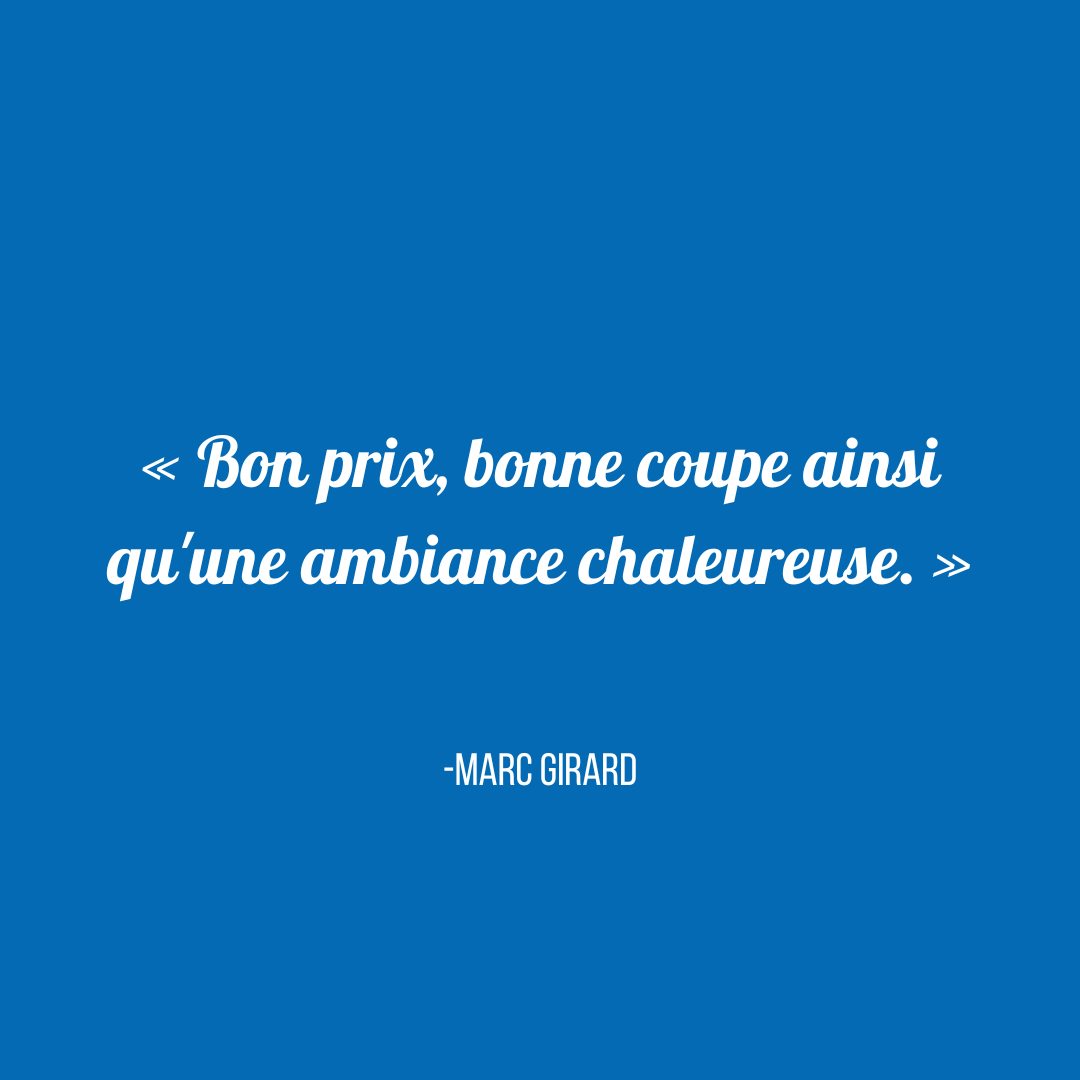 « Bon prix, bonne coupe ainsi
qu'une ambiance chaleureuse. »
-MARC GIRARD